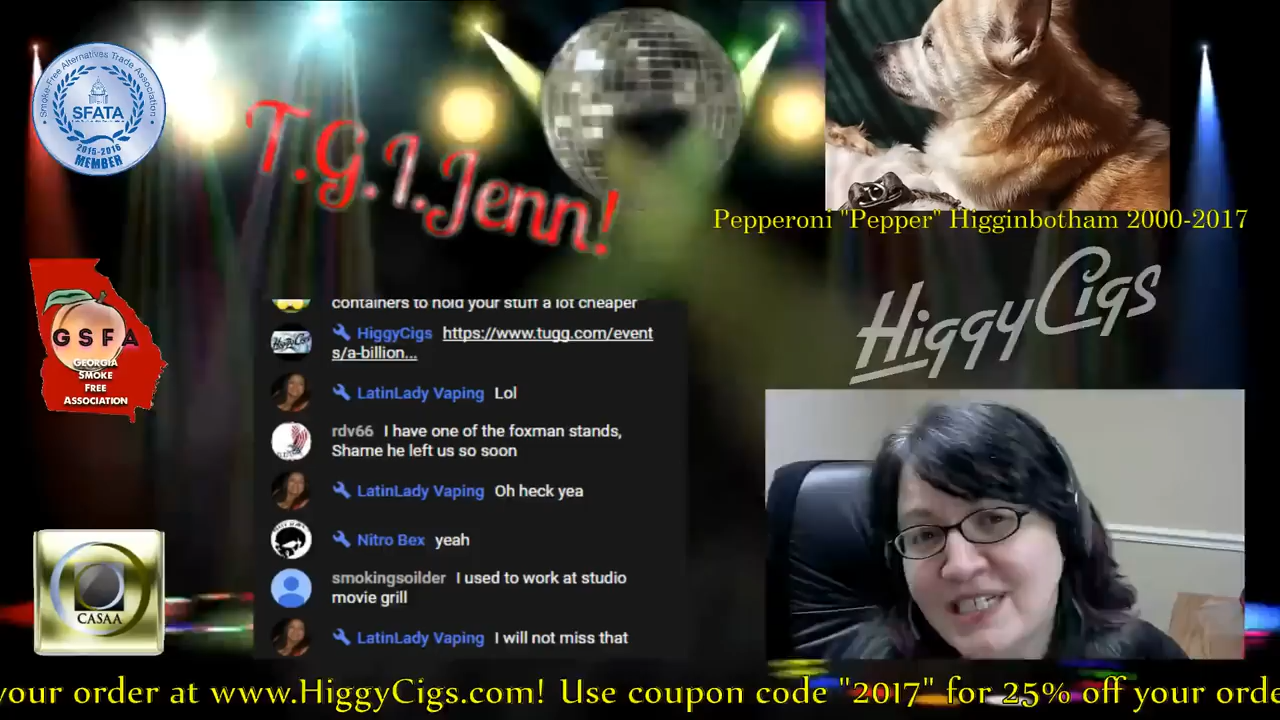 Smoke-Free Alternatives Trade Association
SFATA
2015-2016
MEMBER
T.G.I.Jenn!
Pepperoni "Pepper" Higginbotham 2000-2017
HiggyCigs
GSFA
GEORGIA
SMOKE
FREE
ASSOCIATION
CASAA
containers to hold your stuff a lot cheaper
HiggyCigs https://www.tugg.com/event
s/a-billion...
LatinLady Vaping Lol
rdv66 I have one of the foxman stands,
Shame he left us so soon
LatinLady Vaping Oh heck yea
Nitro Bex yeah
smokingsoilder I used to work at studio
movie grill
LatinLady Vaping I will not miss that
your order at www.HiggyCigs.com! Use coupon code "2017" for 25% off your orde